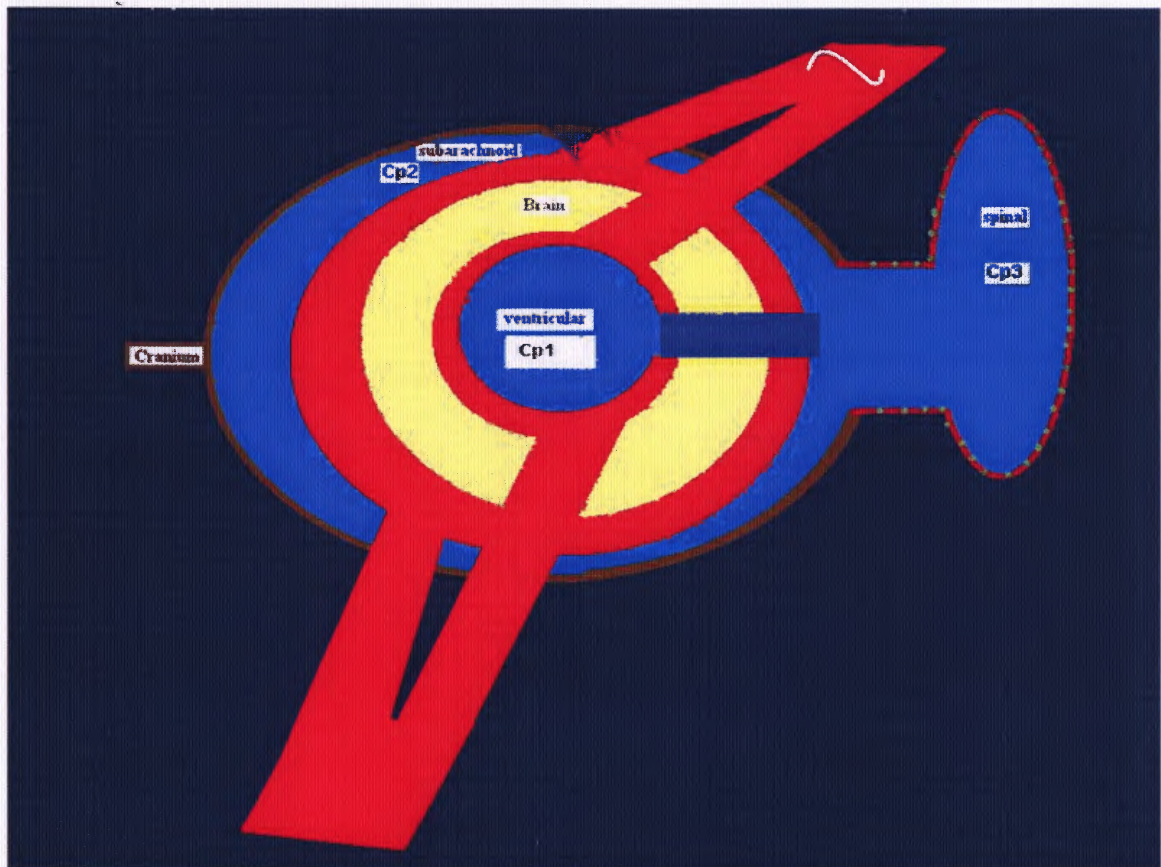 subarachnoid
Cp2
Brain
spinal
Cp3
ventricular
Cp1
Cranium